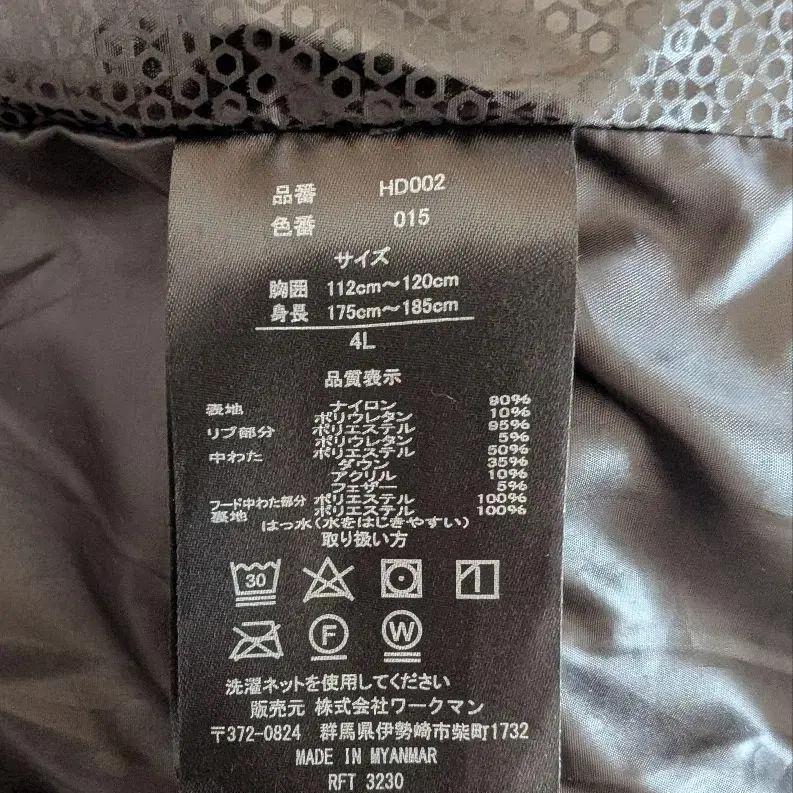 品番 HD002
色番 015
サイズ
胸囲 112cm～120cm
身長 175cm～185cm
4L
品質表示
表地 ナイロン 90%
ポリウレタン 10%
リブ部分 ポリエステル 95%
ポリウレタン 5%
中わた ポリエステル 50%
ダウン 35%
アクリル 10%
フェザー 5%
フード中わた部分 ポリエステル 100%
裏地 ポリエステル 100%
はっ水(水をはじきやすい)
取り扱い方
30
F W
洗濯ネットを使用してください
販売元 株式会社ワークマン
〒372-0824 群馬県伊勢崎市柴町1732
MADE IN MYANMAR
RFT 3230